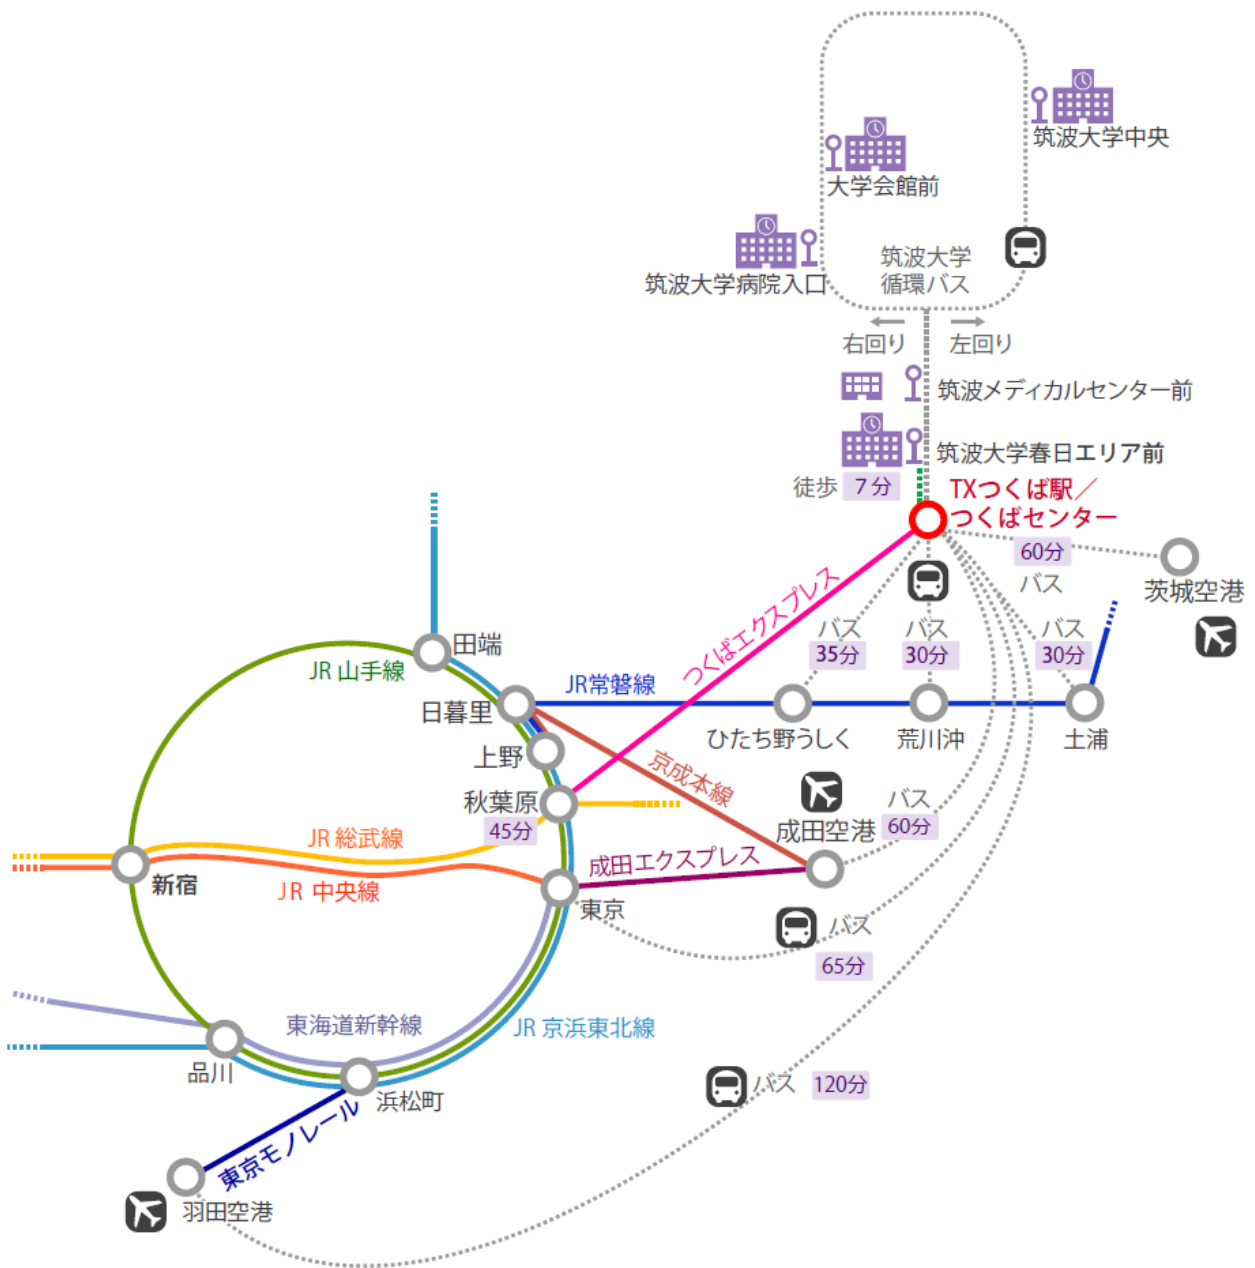 筑波大学中央
大学会館前
筑波大学病院入口
筑波大学
循環バス
右回り
左回り
筑波メディカルセンター前
筑波大学春日エリア前
徒歩 7分
TXつくば駅／
つくばセンター
60分
バス
茨城空港
つくばエクスプレス
バス
35分
バス
30分
バス
30分
田端
JR 山手線
日暮里
JR常磐線
ひたち野うしく
荒川沖
土浦
上野
京成本線
秋葉原
45分
成田空港
バス
60分
JR 総武線
成田エクスプレス
新宿
JR 中央線
東京
バス
65分
東海道新幹線
JR 京浜東北線
品川
浜松町
バス 120分
東京モノレール
羽田空港